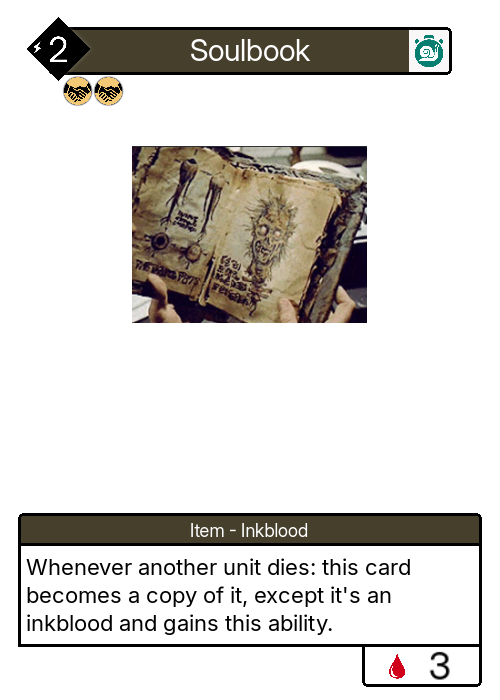 2
Soulbook
Item - Inkblood
Whenever another unit dies: this card
becomes a copy of it, except it's an
inkblood and gains this ability.
3